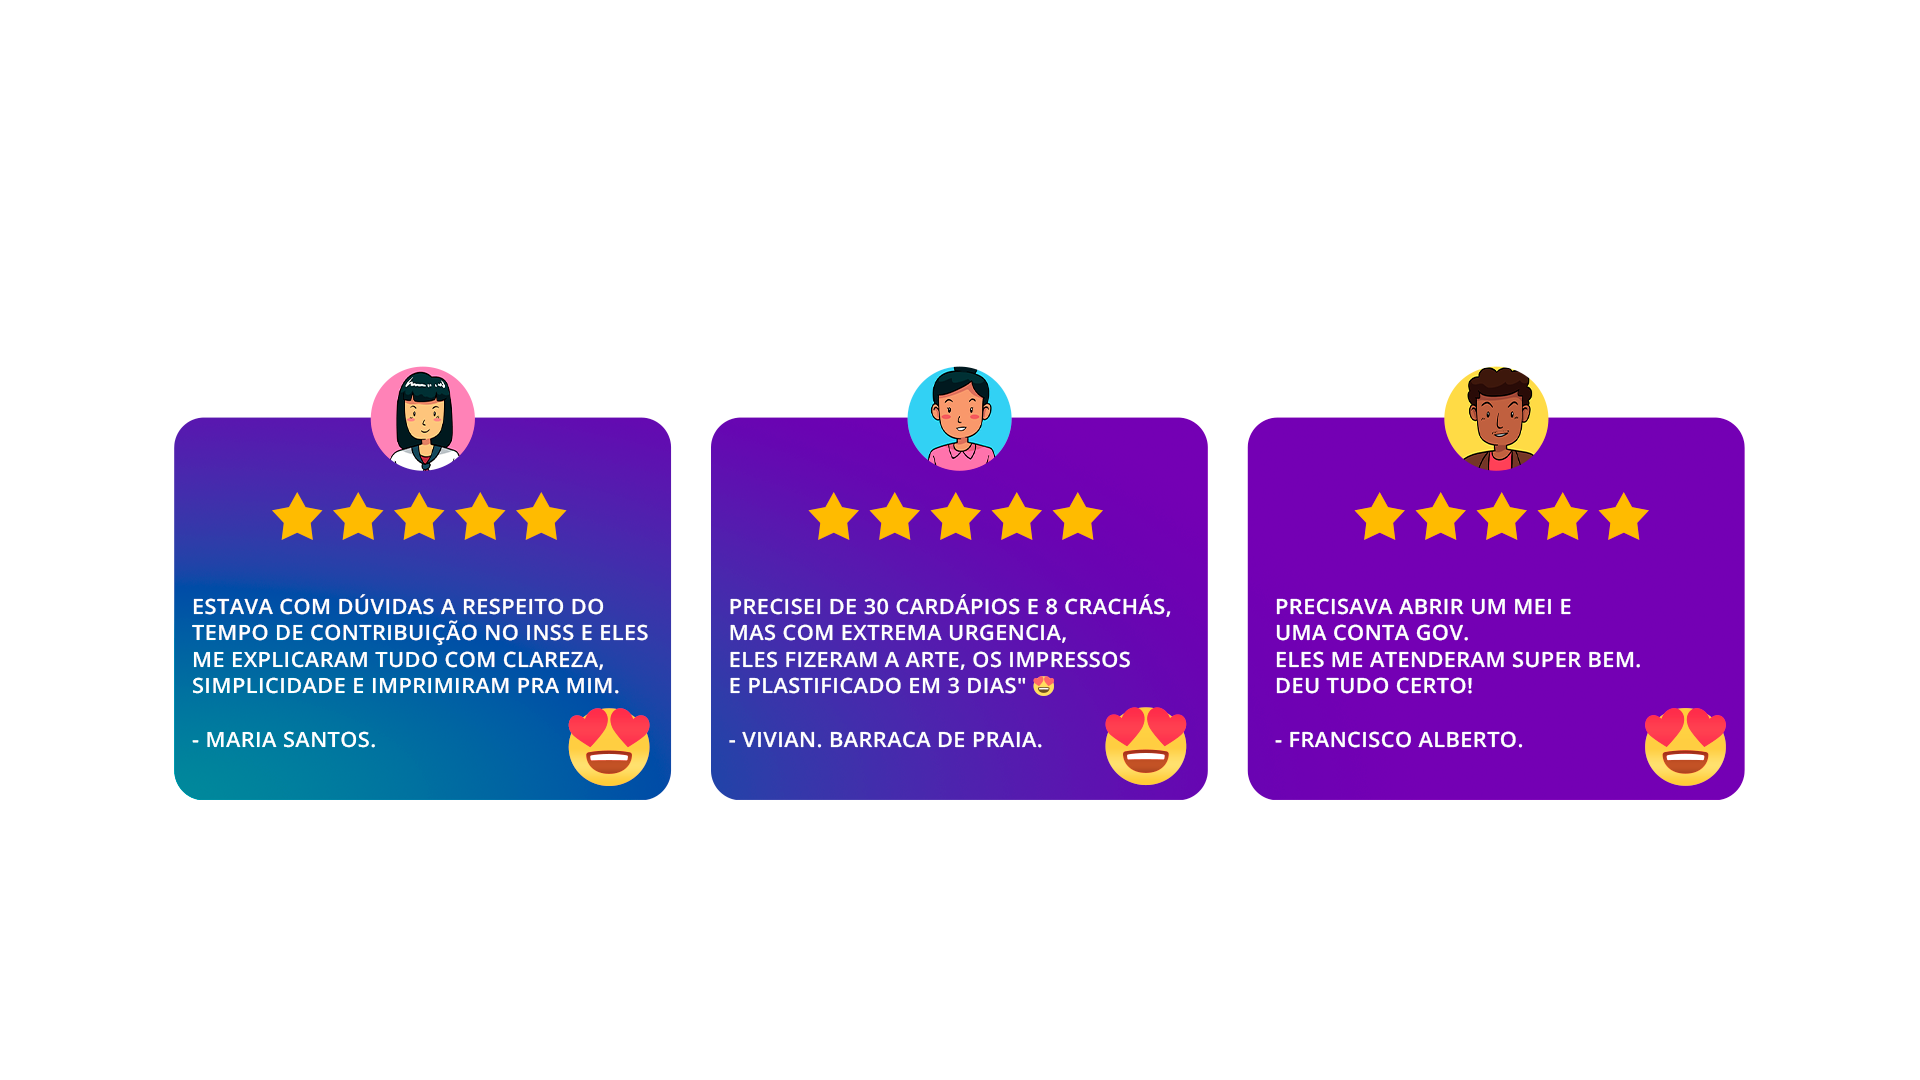 ESTAVA COM DÚVIDAS A RESPEITO DO
TEMPO DE CONTRIBUIÇÃO NO INSS E ELES
ME EXPLICARAM TUDO COM CLAREZA,
SIMPLICIDADE E IMPRIMIRAM PRA MIM.
- MARIA SANTOS.
PRECISEI DE 30 CARDÁPIOS E 8 CRACHÁS,
MAS COM EXTREMA URGENCIA,
ELES FIZERAM A ARTE, OS IMPRESSOS
E PLASTIFICADO EM 3 DIAS" 😍
- VIVIAN. BARRACA DE PRAIA.
PRECISAVA ABRIR UM MEI E
UMA CONTA GOV.
ELES ME ATENDERAM SUPER BEM.
DEU TUDO CERTO!
- FRANCISCO ALBERTO.